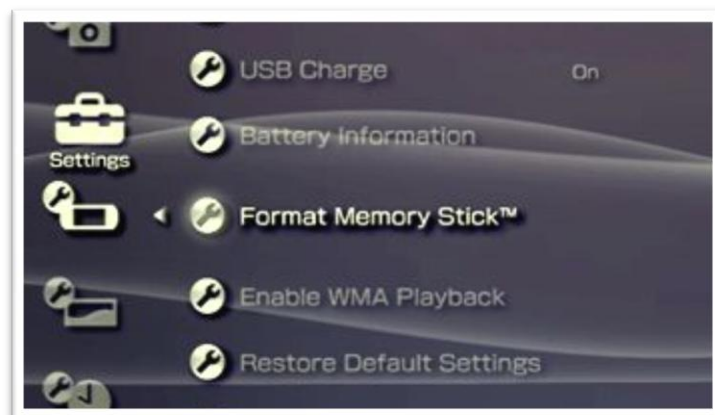 USB Charge On
Battery Information
Settings
Format Memory Stick™
Enable WMA Playback
Restore Default Settings